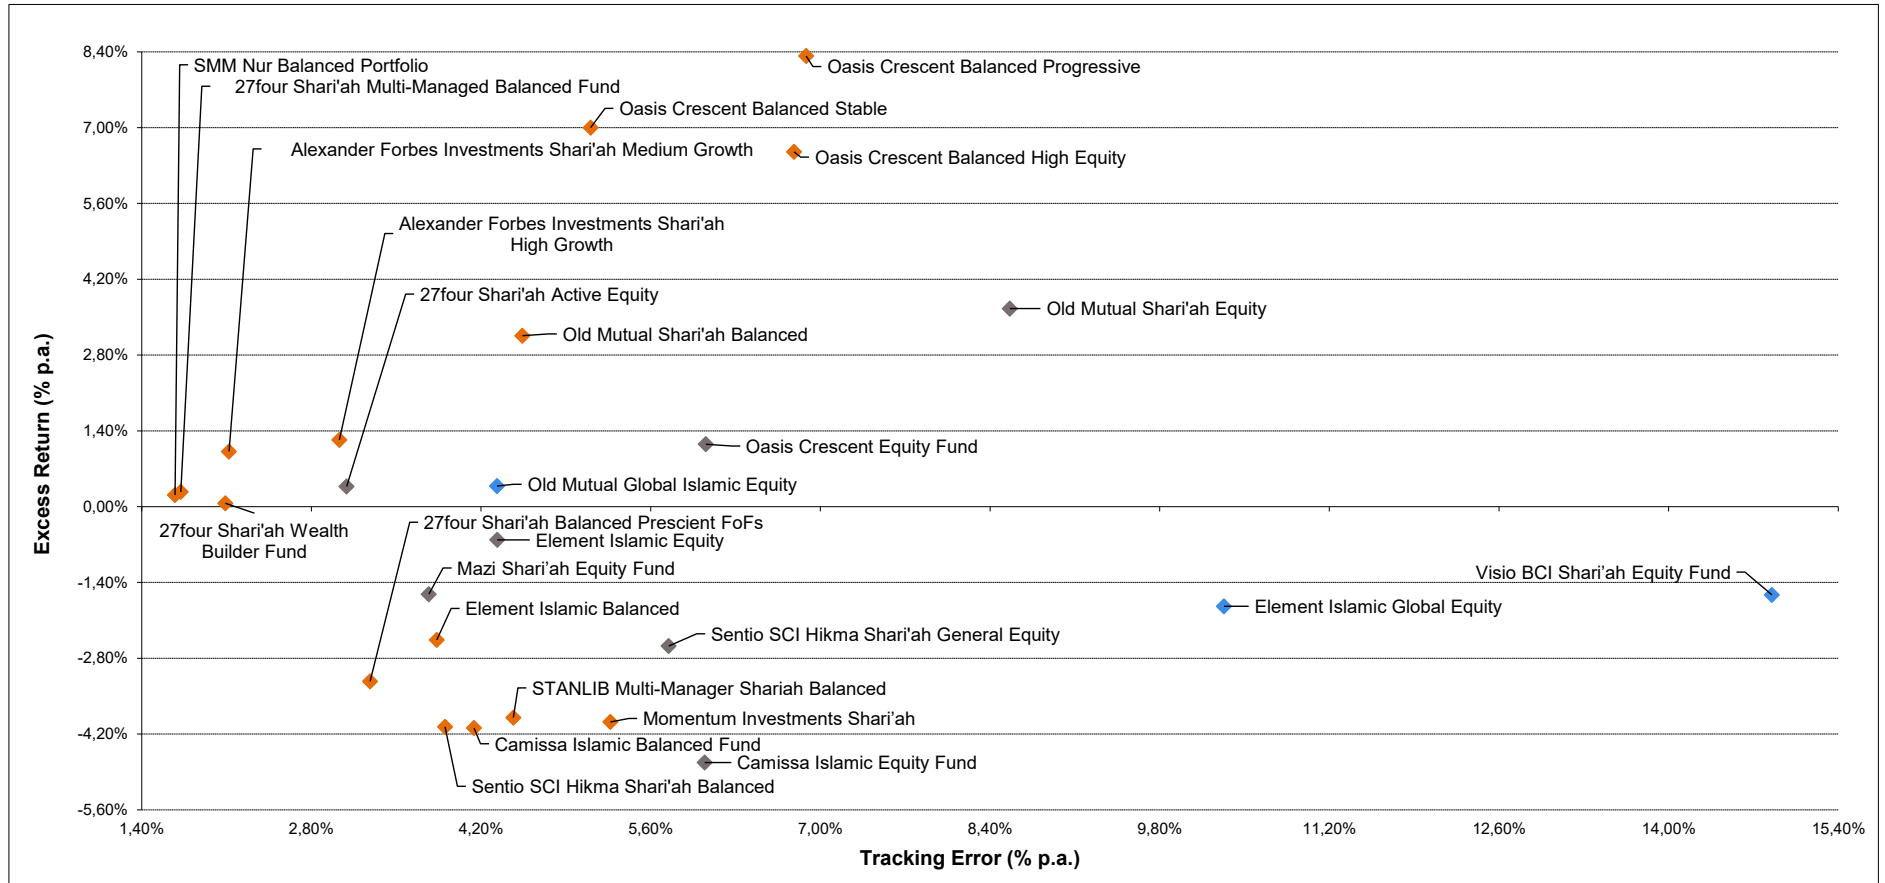 8,40%
SMM Nur Balanced Portfolio
Oasis Crescent Balanced Progressive
27four Shari'ah Multi-Managed Balanced Fund
Oasis Crescent Balanced Stable
7,00%
Alexander Forbes Investments Shari'ah Medium Growth
Oasis Crescent Balanced High Equity
5,60%
Alexander Forbes Investments Shari'ah
High Growth
4,20%
27four Shari'ah Active Equity
Old Mutual Shari'ah Equity
Old Mutual Shari'ah Balanced
2,80%
1,40%
Oasis Crescent Equity Fund
Old Mutual Global Islamic Equity
0,00%
27four Shari'ah Balanced Prescient FoFs
27four Shari'ah Wealth
Builder Fund
Element Islamic Equity
Mazi Shari’ah Equity Fund
Visio BCI Shari’ah Equity Fund
-1,40%
Element Islamic Balanced
Element Islamic Global Equity
Sentio SCI Hikma Shari'ah General Equity
-2,80%
STANLIB Multi-Manager Shariah Balanced
Momentum Investments Shari’ah
-4,20%
Camissa Islamic Balanced Fund
Camissa Islamic Equity Fund
Sentio SCI Hikma Shari'ah Balanced
-5,60%
1,40%
2,80%
4,20%
5,60%
7,00%
8,40%
9,80%
11,20%
12,60%
14,00%
15,40%
Tracking Error (% p.a.)
Excess Return (% p.a.)